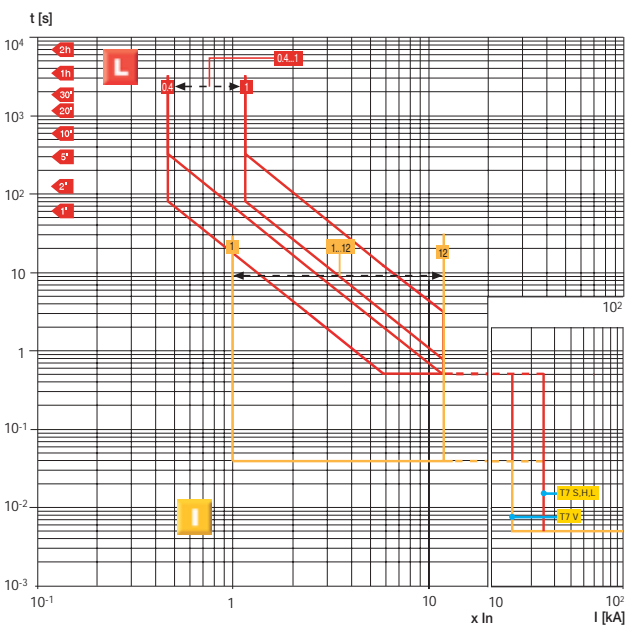 t [s]
10⁴
2h
L
0.4...1
1h
0.4
1
30'
20'
10³
10'
5'
2'
10²
1'
1
1...12
12
10
10²
1
10⁻¹
T7 S,H,L
10⁻²
I
T7 V
10⁻³
10⁻¹
1
10
10
10²
x In
I [kA]